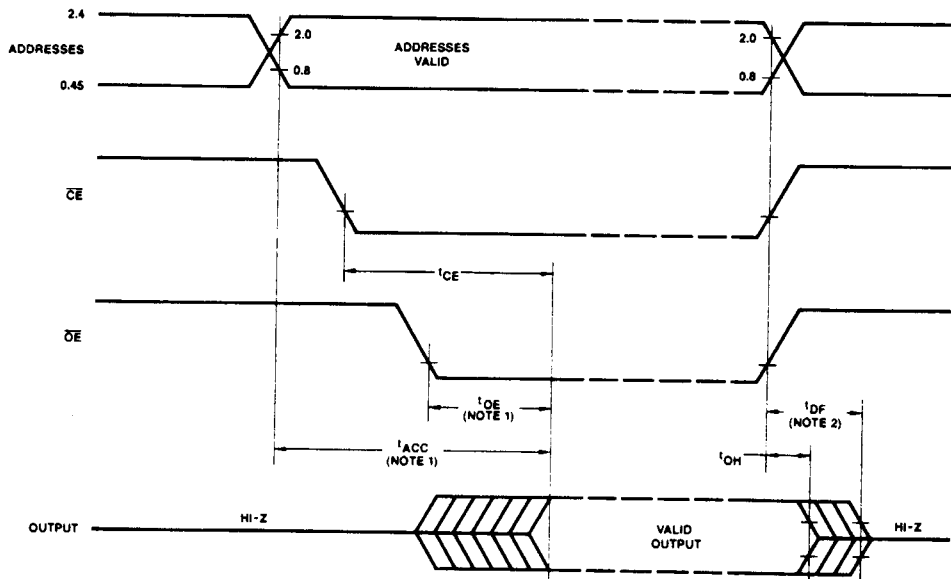 2.4
ADDRESSES
0.45
2.0
0.8
ADDRESSES
VALID
2.0
0.8
CE
tCE
OE
tOE
(NOTE 1)
tACC
(NOTE 1)
tDF
(NOTE 2)
tOH
OUTPUT
HI-Z
VALID
OUTPUT
HI-Z